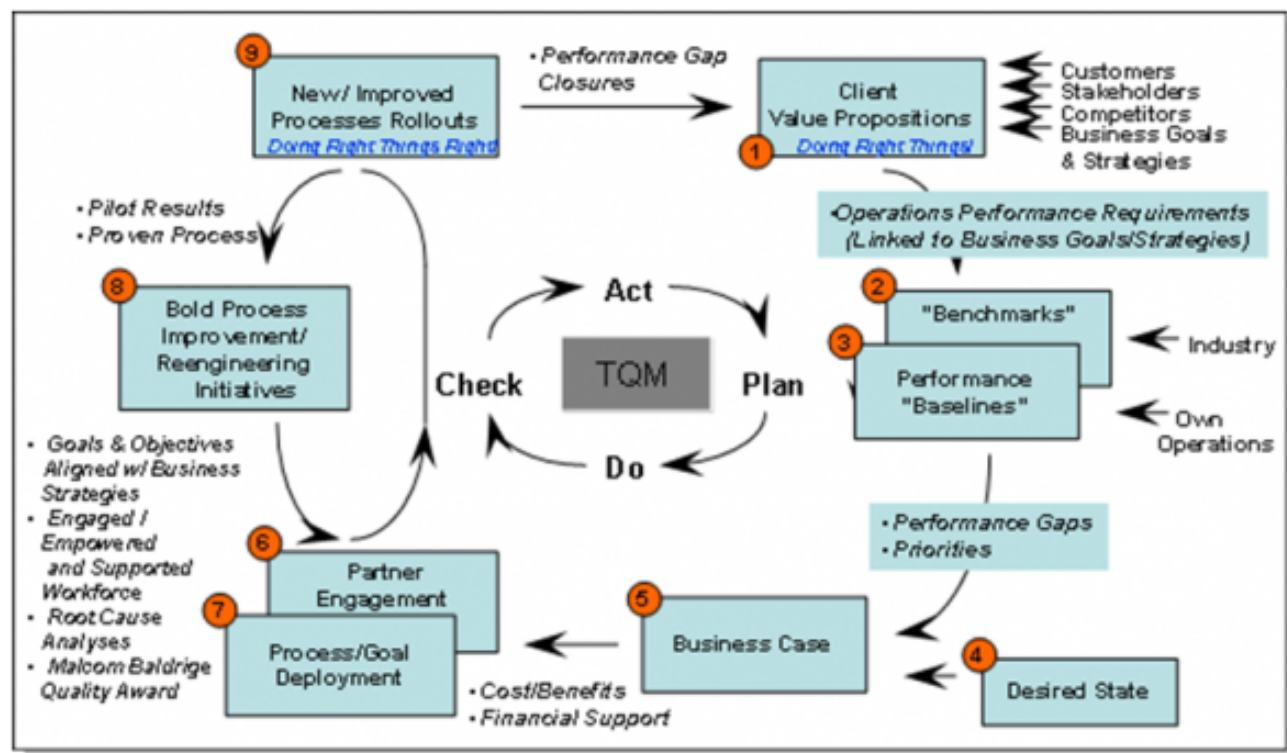 9
New/ Improved
Processes Rollouts
Doing Right Things Right!
• Performance Gap
Closures
Client
Value Propositions
1
Doing Right Things!
Customers
Stakeholders
Competitors
Business Goals
& Strategies
• Pilot Results
• Proven Process
•Operations Performance Requirements
(Linked to Business Goals/Strategies)
8
Bold Process
Improvement/
Reengineering
Initiatives
2
"Benchmarks"
3
Performance
"Baselines"
Industry
Own
Operations
Act
Check
TQM
Plan
Do
• Goals & Objectives
Aligned w/ Business
Strategies
• Engaged /
Empowered
and Supported
Workforce
• Root Cause
Analyses
• Malcom Baldrige
Quality Award
• Performance Gaps
• Priorities
6
Partner
Engagement
7
Process/Goal
Deployment
5
Business Case
4
Desired State
• Cost/Benefits
• Financial Support